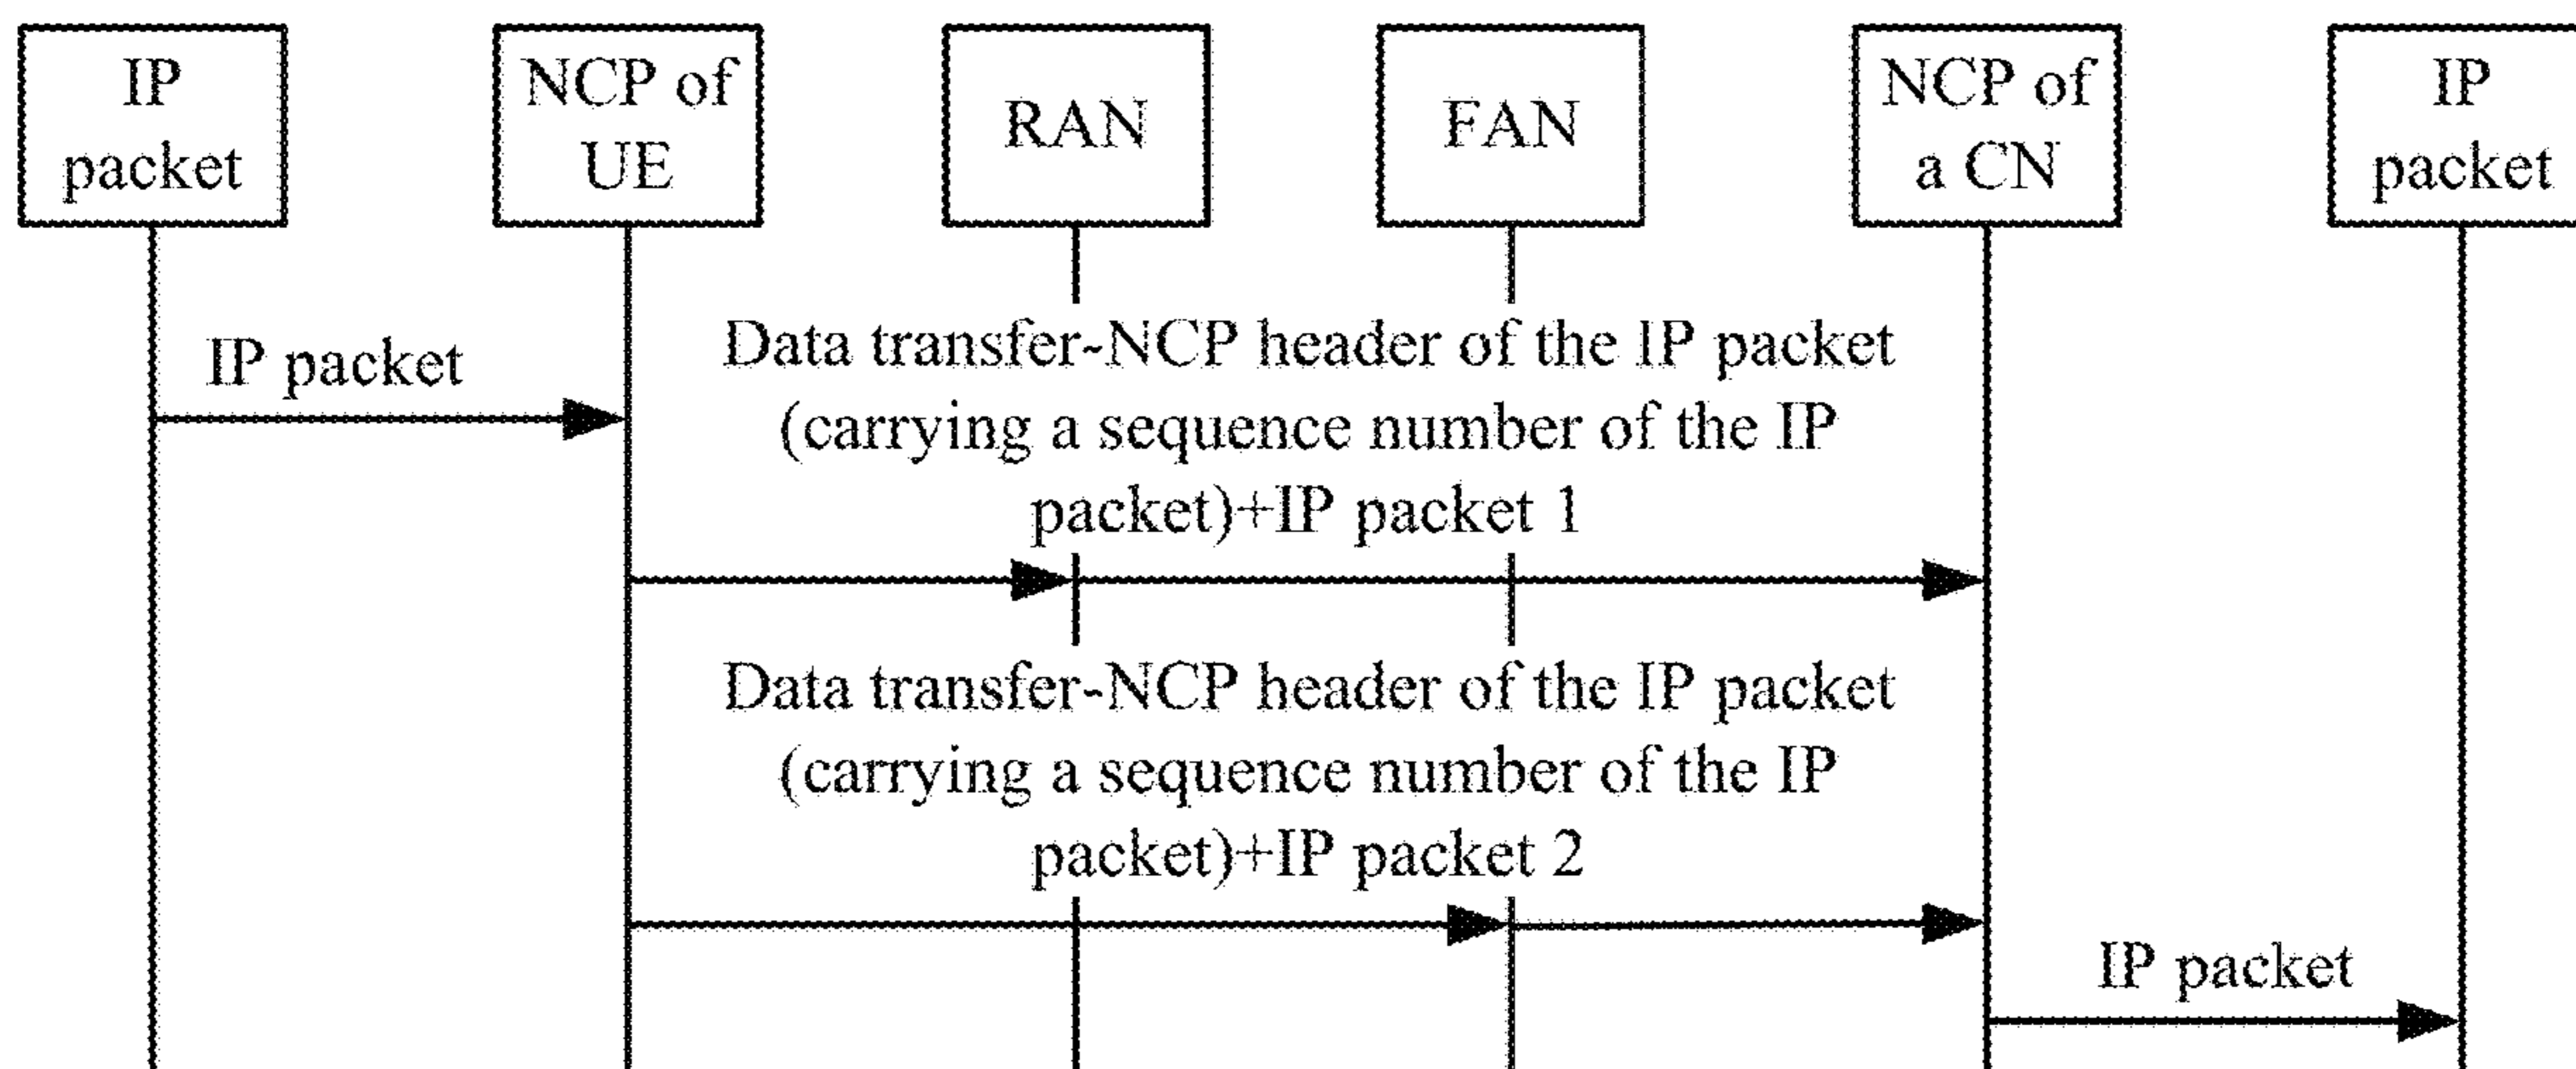 IP
packet
NCP of
UE
RAN
FAN
NCP of
a CN
IP
packet
IP packet
Data transfer-NCP header of the IP packet
(carrying a sequence number of the IP
packet)+IP packet 1
Data transfer-NCP header of the IP packet
(carrying a sequence number of the IP
packet)+IP packet 2
IP packet